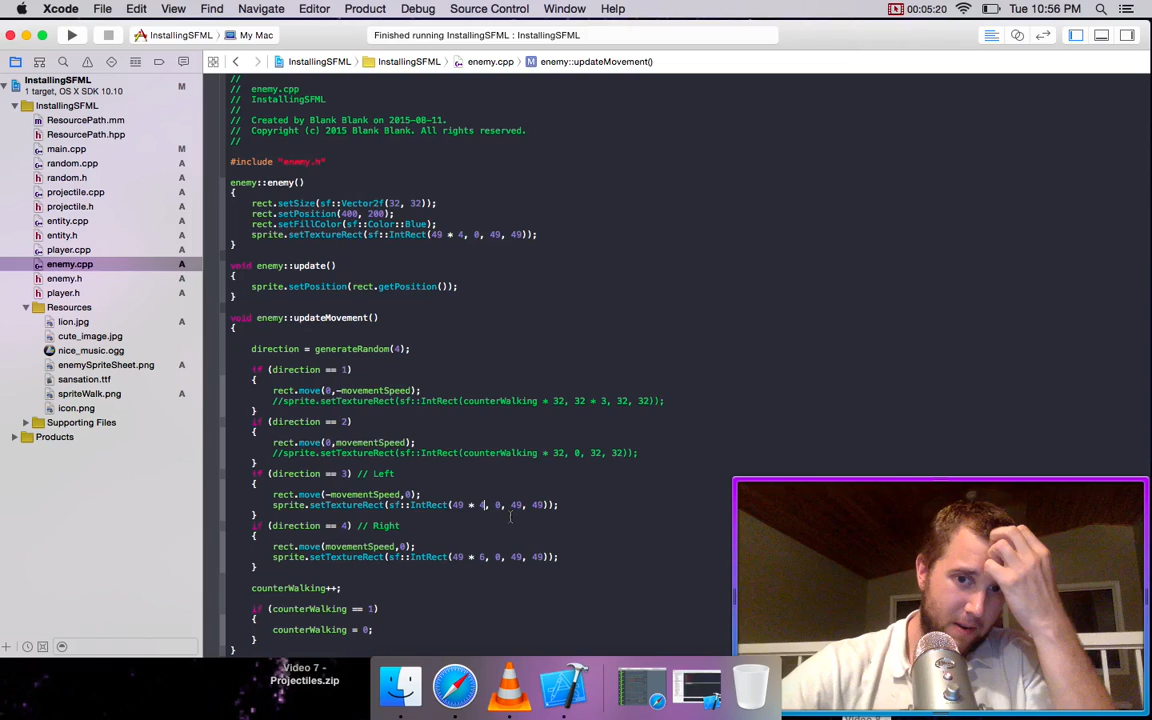 Xcode File Edit View Find Navigate Editor Product Debug Source Control Window Help 00:05:20 Tue 10:56 PM
InstallingSFML My Mac Finished running InstallingSFML : InstallingSFML
InstallingSFML InstallingSFML enemy.cpp M enemy::updateMovement()
InstallingSFML M
1 target, OS X SDK 10.10
InstallingSFML
ResourcePath.mm
ResourcePath.hpp
main.cpp M
random.cpp A
random.h A
projectile.cpp A
projectile.h A
entity.cpp A
entity.h A
player.cpp A
enemy.cpp A
enemy.h A
player.h A
Resources
lion.jpg A
cute_image.jpg
nice_music.ogg
enemySpriteSheet.png A
sansation.ttf
spriteWalk.png A
icon.png
Supporting Files
Products
//
// enemy.cpp
// InstallingSFML
//
// Created by Blank Blank on 2015-08-11.
// Copyright (c) 2015 Blank Blank. All rights reserved.
//
#include "enemy.h"
enemy::enemy()
{
rect.setSize(sf::Vector2f(32, 32));
rect.setPosition(400, 200);
rect.setFillColor(sf::Color::Blue);
sprite.setTextureRect(sf::IntRect(49 * 4, 0, 49, 49));
}
void enemy::update()
{
sprite.setPosition(rect.getPosition());
}
void enemy::updateMovement()
{
direction = generateRandom(4);
if (direction == 1)
{
rect.move(0,-movementSpeed);
//sprite.setTextureRect(sf::IntRect(counterWalking * 32, 32 * 3, 32, 32));
}
if (direction == 2)
{
rect.move(0,movementSpeed);
//sprite.setTextureRect(sf::IntRect(counterWalking * 32, 0, 32, 32));
}
if (direction == 3) // Left
{
rect.move(-movementSpeed,0);
sprite.setTextureRect(sf::IntRect(49 * 4, 0, 49, 49));
}
if (direction == 4) // Right
{
rect.move(movementSpeed,0);
sprite.setTextureRect(sf::IntRect(49 * 6, 0, 49, 49));
}
counterWalking++;
if (counterWalking == 1)
{
counterWalking = 0;
}
}
Video 7 -
Projectiles.zip